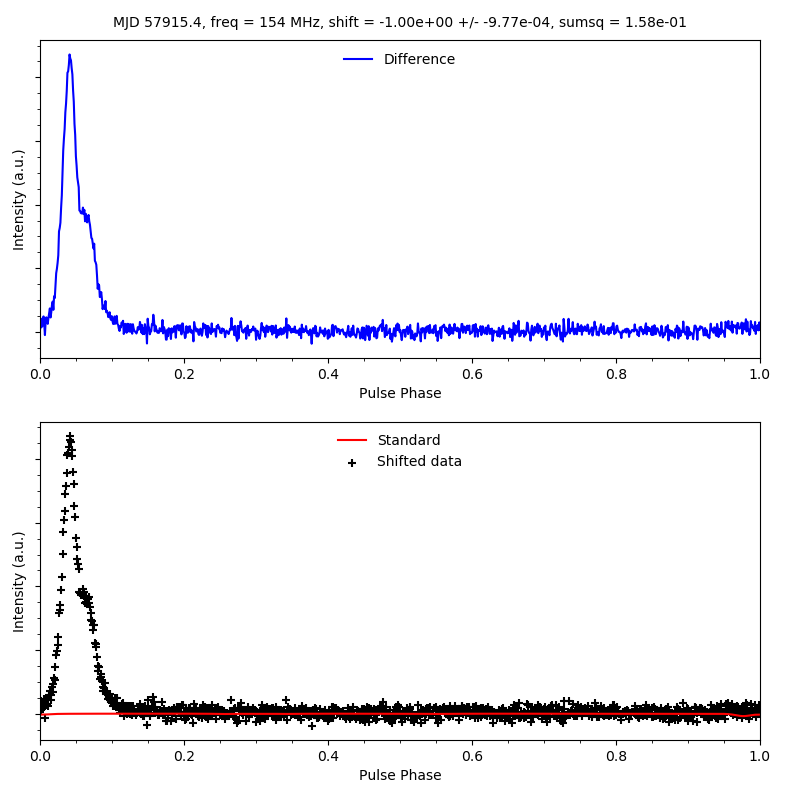 MJD 57915.4, freq = 154 MHz, shift = -1.00e+00 +/- -9.77e-04, sumsq = 1.58e-01
Difference
Intensity (a.u.)
0.0 0.2 0.4 0.6 0.8 1.0
Pulse Phase
Standard
Shifted data
Intensity (a.u.)
0.0 0.2 0.4 0.6 0.8 1.0
Pulse Phase